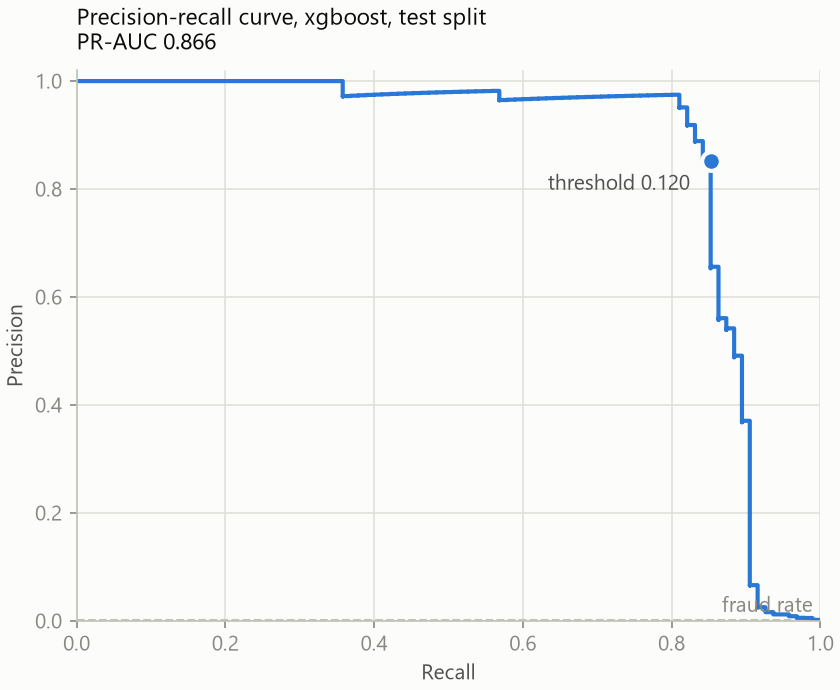 Precision-recall curve, xgboost, test split
PR-AUC 0.866
1.0
0.8
threshold 0.120
0.6
Precision
0.4
0.2
fraud rate
0.0
0.0 0.2 0.4 0.6 0.8 1.0
Recall